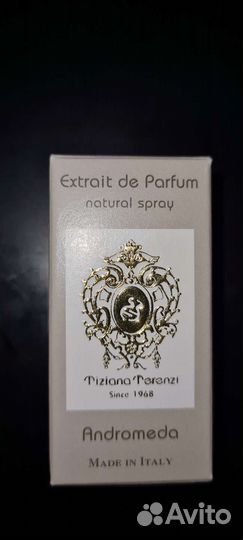 Extrait de Parfum
natural spray
Tiziana Terenzi
Since 1968
Andromeda
MADE IN ITALY
Avito